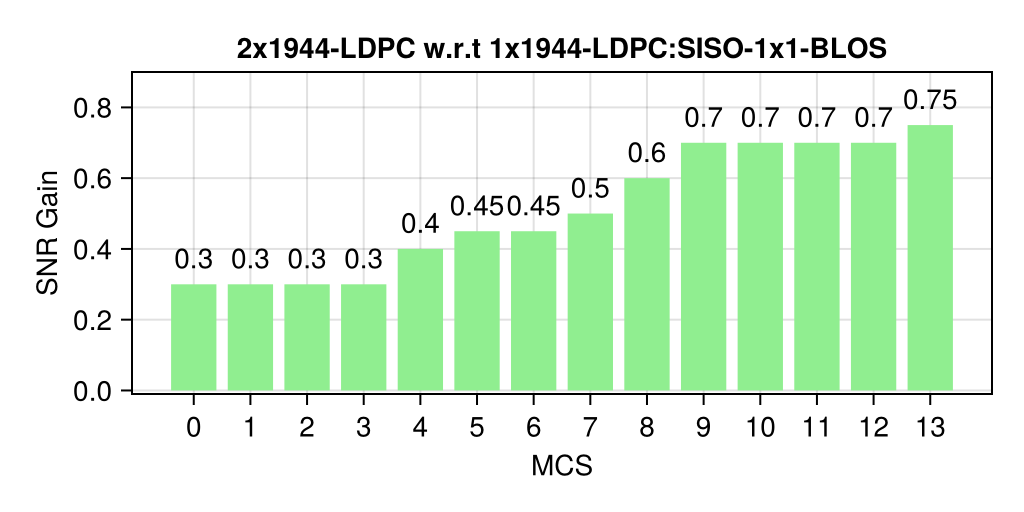 2x1944-LDPC w.r.t 1x1944-LDPC:SISO-1x1-BLOS
SNR Gain
0.8
0.6
0.4
0.2
0.0
0.3 0.3 0.3 0.3 0.4 0.45 0.45 0.5 0.6 0.7 0.7 0.7 0.7 0.75
0 1 2 3 4 5 6 7 8 9 10 11 12 13
MCS